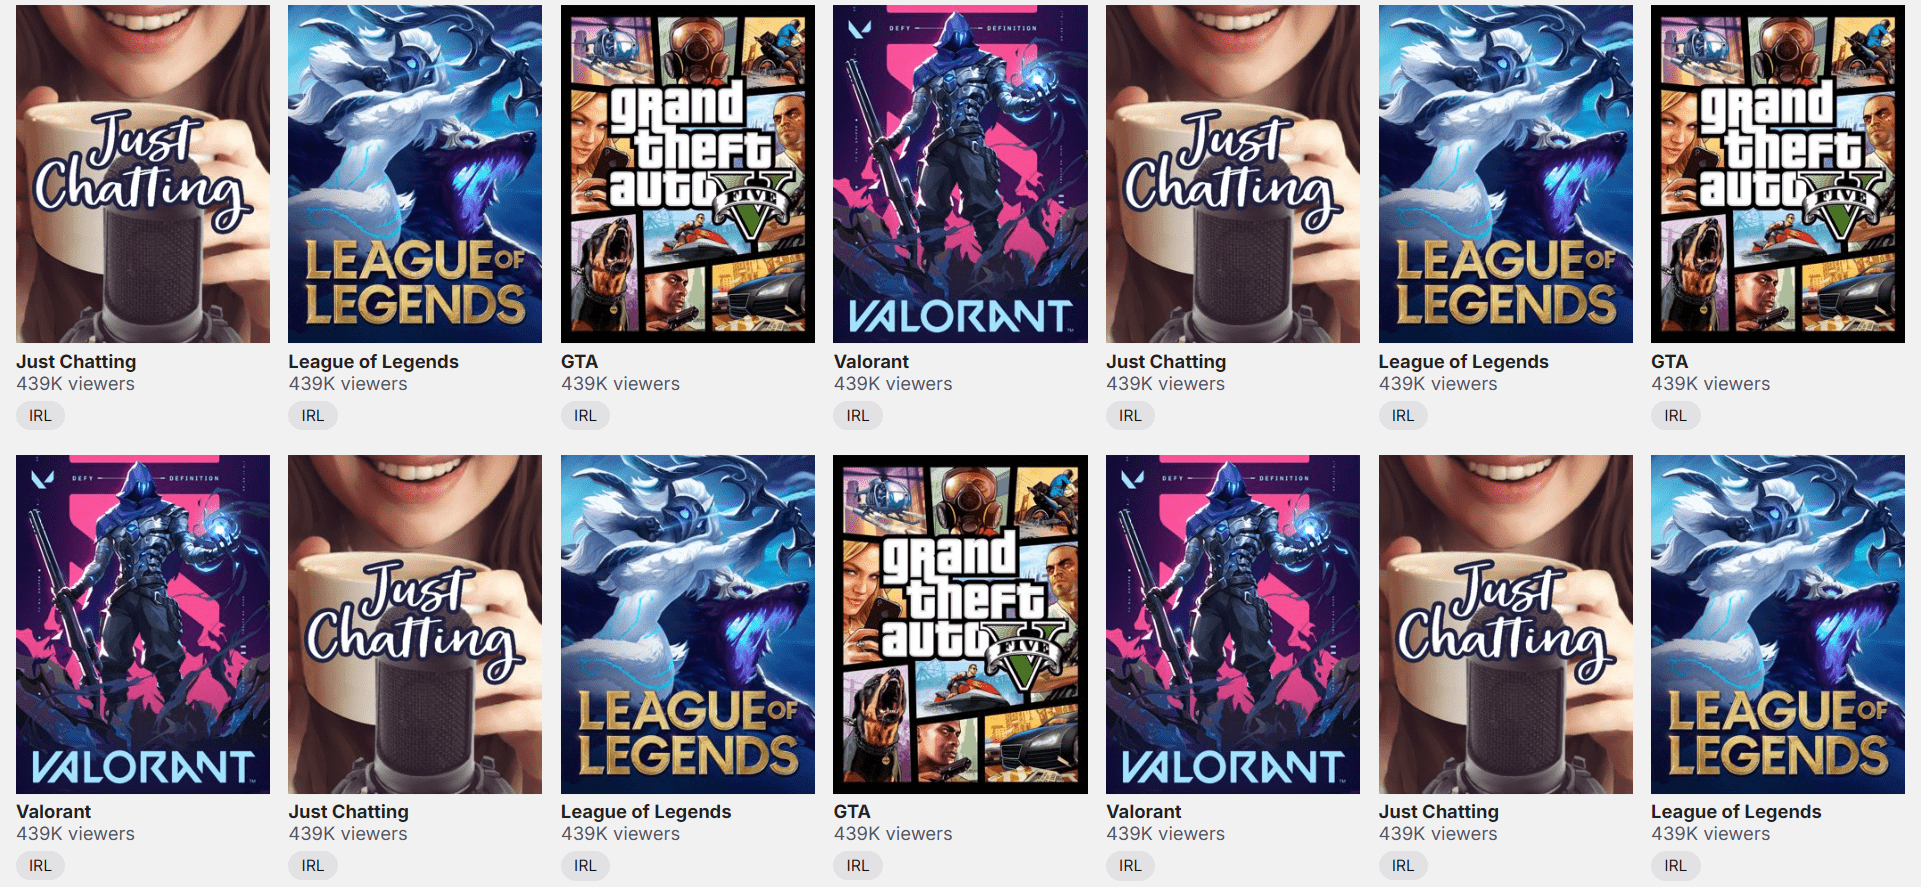 Just
Chatting
LEAGUE OF
LEGENDS
grand
theft
auto
FIVE
DEFY
DEFINITION
VALORANT
Just
Chatting
LEAGUE OF
LEGENDS
grand
theft
auto
FIVE
Just Chatting
439K viewers
IRL
League of Legends
439K viewers
IRL
GTA
439K viewers
IRL
Valorant
439K viewers
IRL
Just Chatting
439K viewers
IRL
League of Legends
439K viewers
IRL
GTA
439K viewers
IRL
DEFY
DEFINITION
VALORANT
Just
Chatting
LEAGUE OF
LEGENDS
grand
theft
auto
FIVE
DEFY
DEFINITION
VALORANT
Just
Chatting
LEAGUE OF
LEGENDS
Valorant
439K viewers
IRL
Just Chatting
439K viewers
IRL
League of Legends
439K viewers
IRL
GTA
439K viewers
IRL
Valorant
439K viewers
IRL
Just Chatting
439K viewers
IRL
League of Legends
439K viewers
IRL